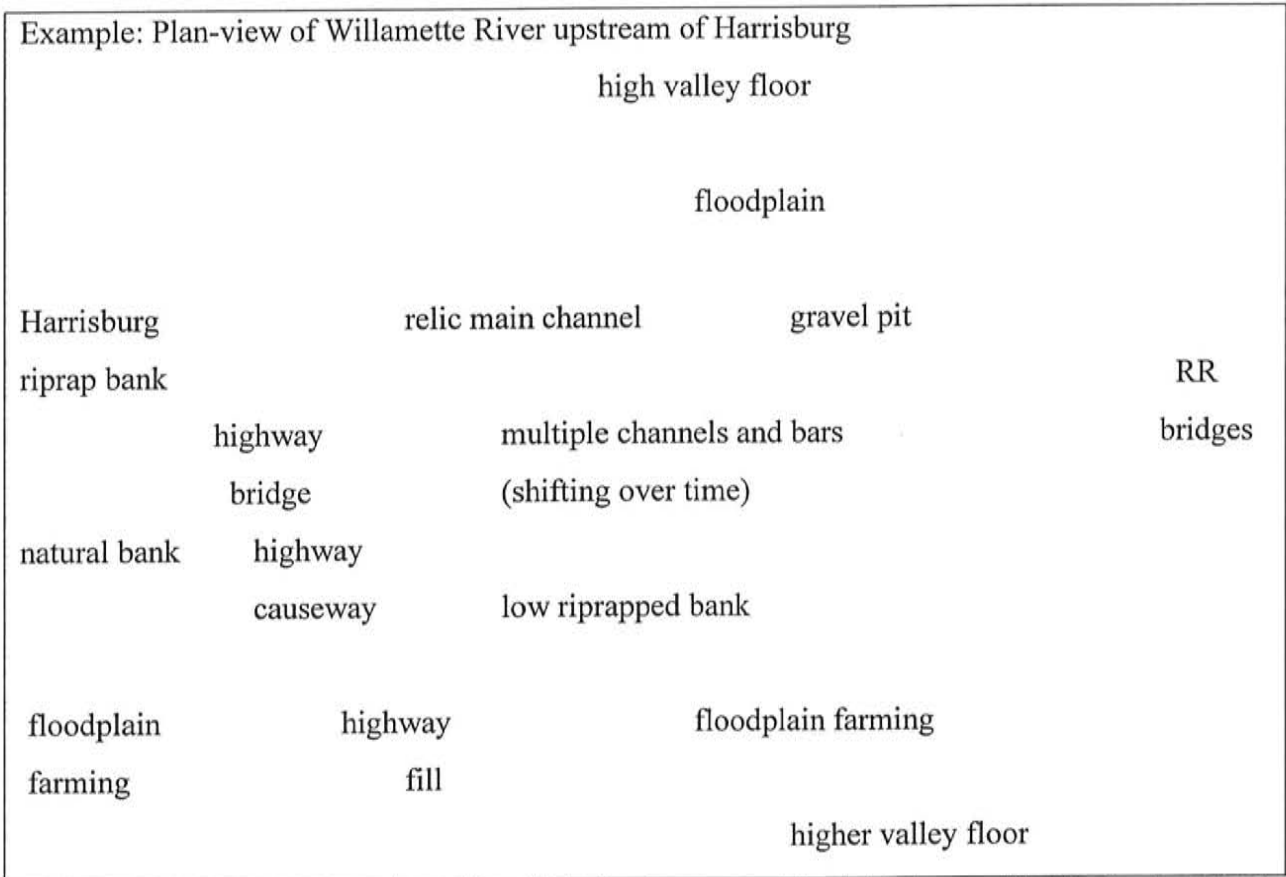 Example: Plan-view of Willamette River upstream of Harrisburg
high valley floor
floodplain
Harrisburg relic main channel gravel pit
riprap bank RR
highway multiple channels and bars bridges
bridge (shifting over time)
natural bank highway
causeway low riprapped bank
floodplain highway floodplain farming
farming fill
higher valley floor